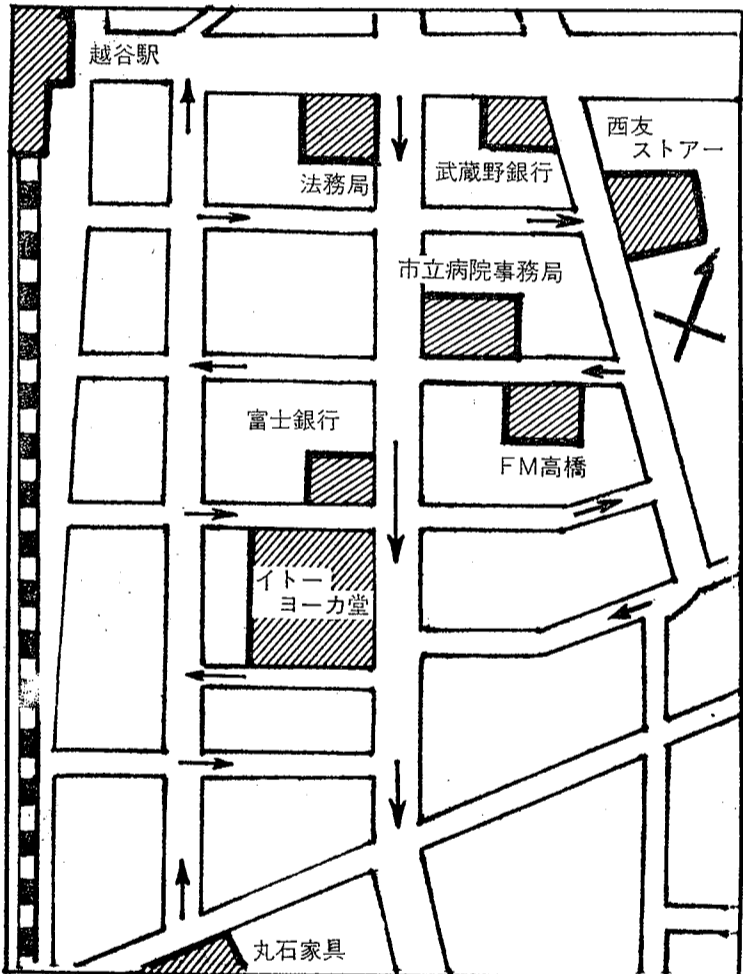 越谷駅
法務局
武蔵野銀行
西友
ストアー
市立病院事務局
富士銀行
FM高橋
イトー
ヨーカ堂
丸石家具